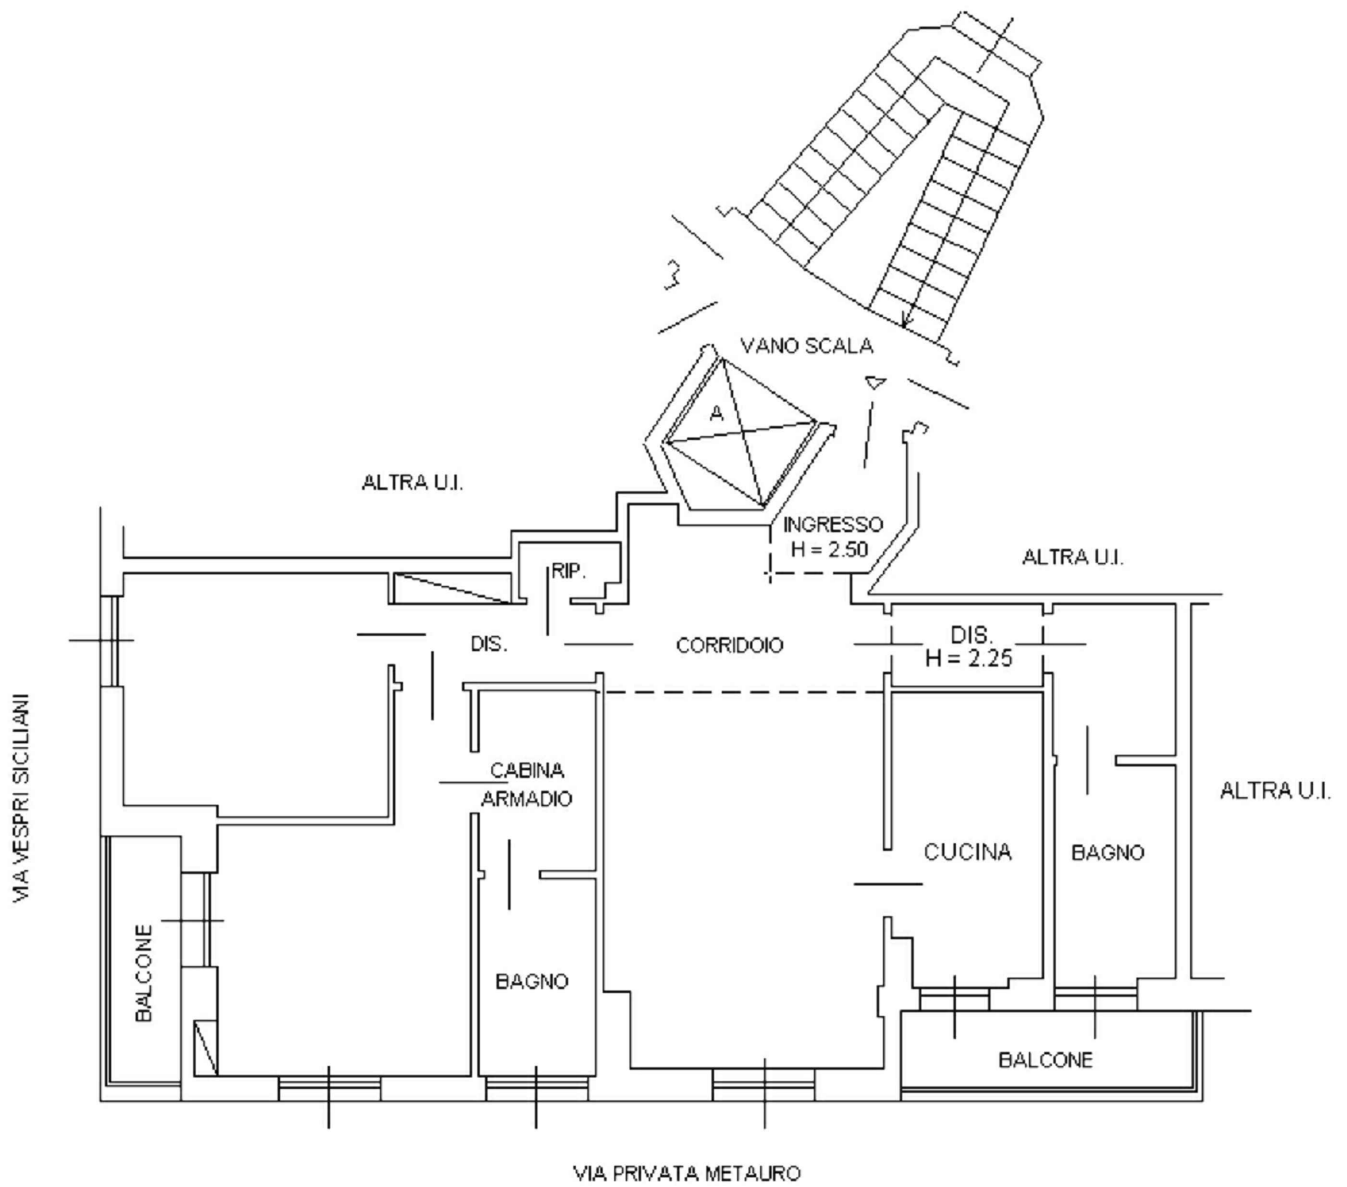 VANO SCALA
A
ALTRA U.I.
INGRESSO
H = 2.50
ALTRA U.I.
RIP.
DIS.
CORRIDOIO
DIS.
H = 2.25
VIA VESPRI SICILIANI
CABINA
ARMADIO
ALTRA U.I.
CUCINA
BAGNO
BALCONE
BAGNO
BALCONE
VIA PRIVATA METAURO